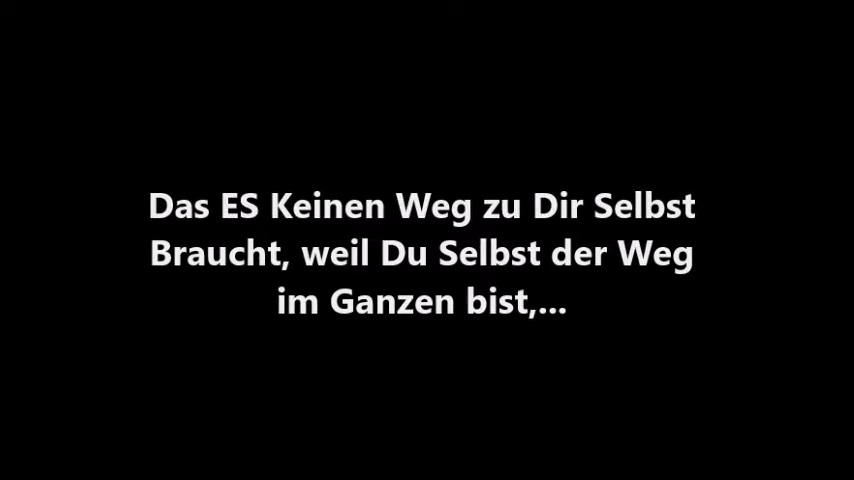 Das ES Keinen Weg zu Dir Selbst
Braucht, weil Du Selbst der Weg
im Ganzen bist,...